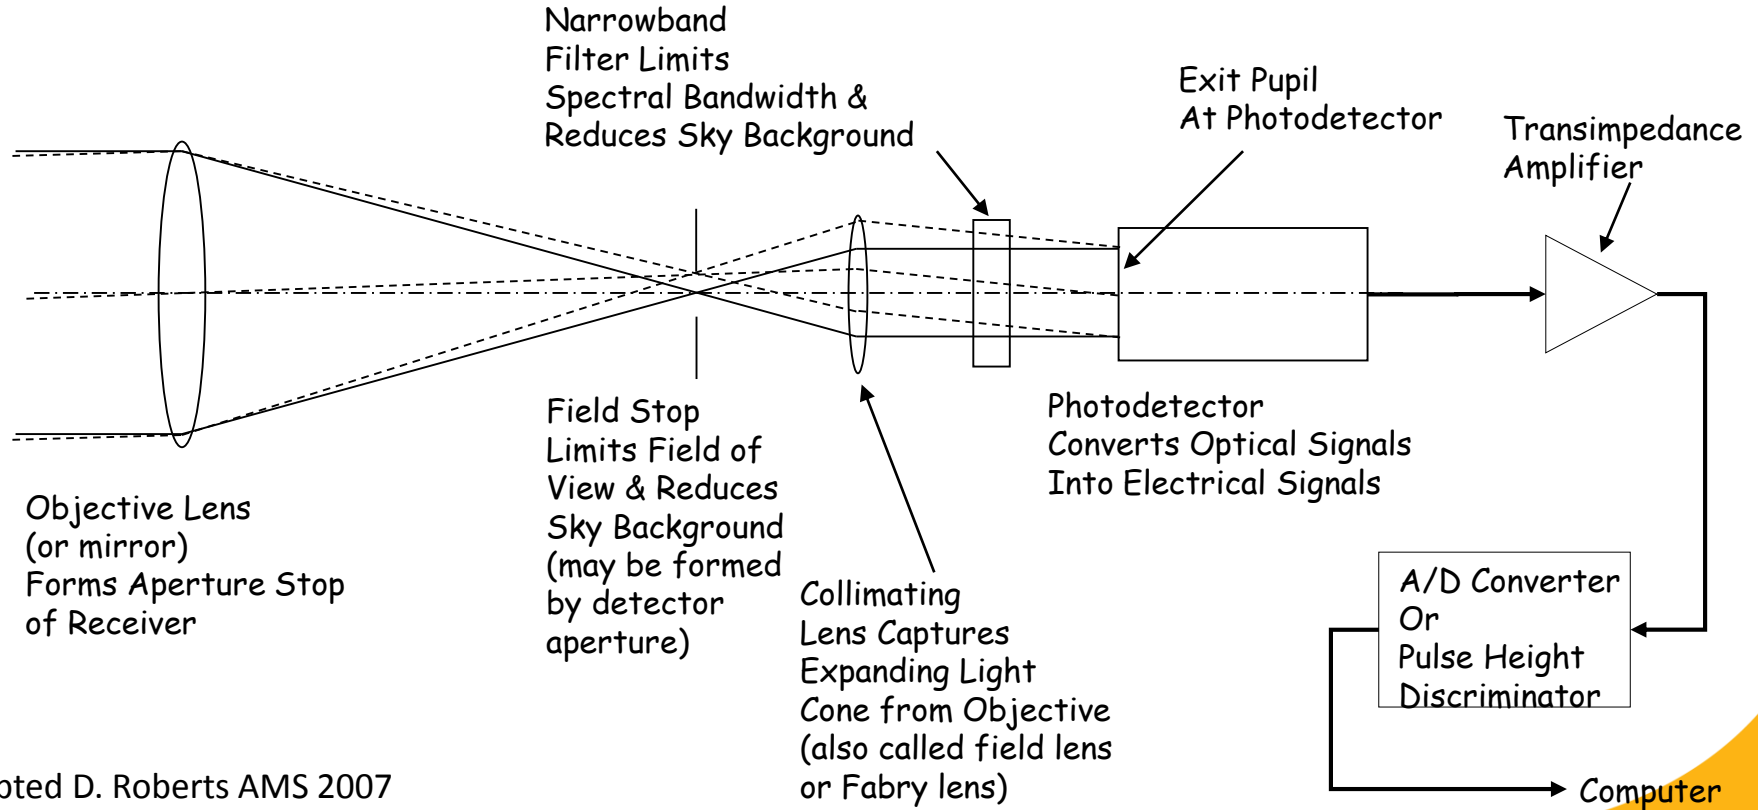 Narrowband
Filter Limits
Spectral Bandwidth &
Reduces Sky Background
Exit Pupil
At Photodetector
Transimpedance
Amplifier
Objective Lens
(or mirror)
Forms Aperture Stop
of Receiver
Field Stop
Limits Field of
View & Reduces
Sky Background
(may be formed
by detector
aperture)
Collimating
Lens Captures
Expanding Light
Cone from Objective
(also called field lens
or Fabry lens)
Photodetector
Converts Optical Signals
Into Electrical Signals
A/D Converter
Or
Pulse Height
Discriminator
Computer
D. Roberts AMS 2007